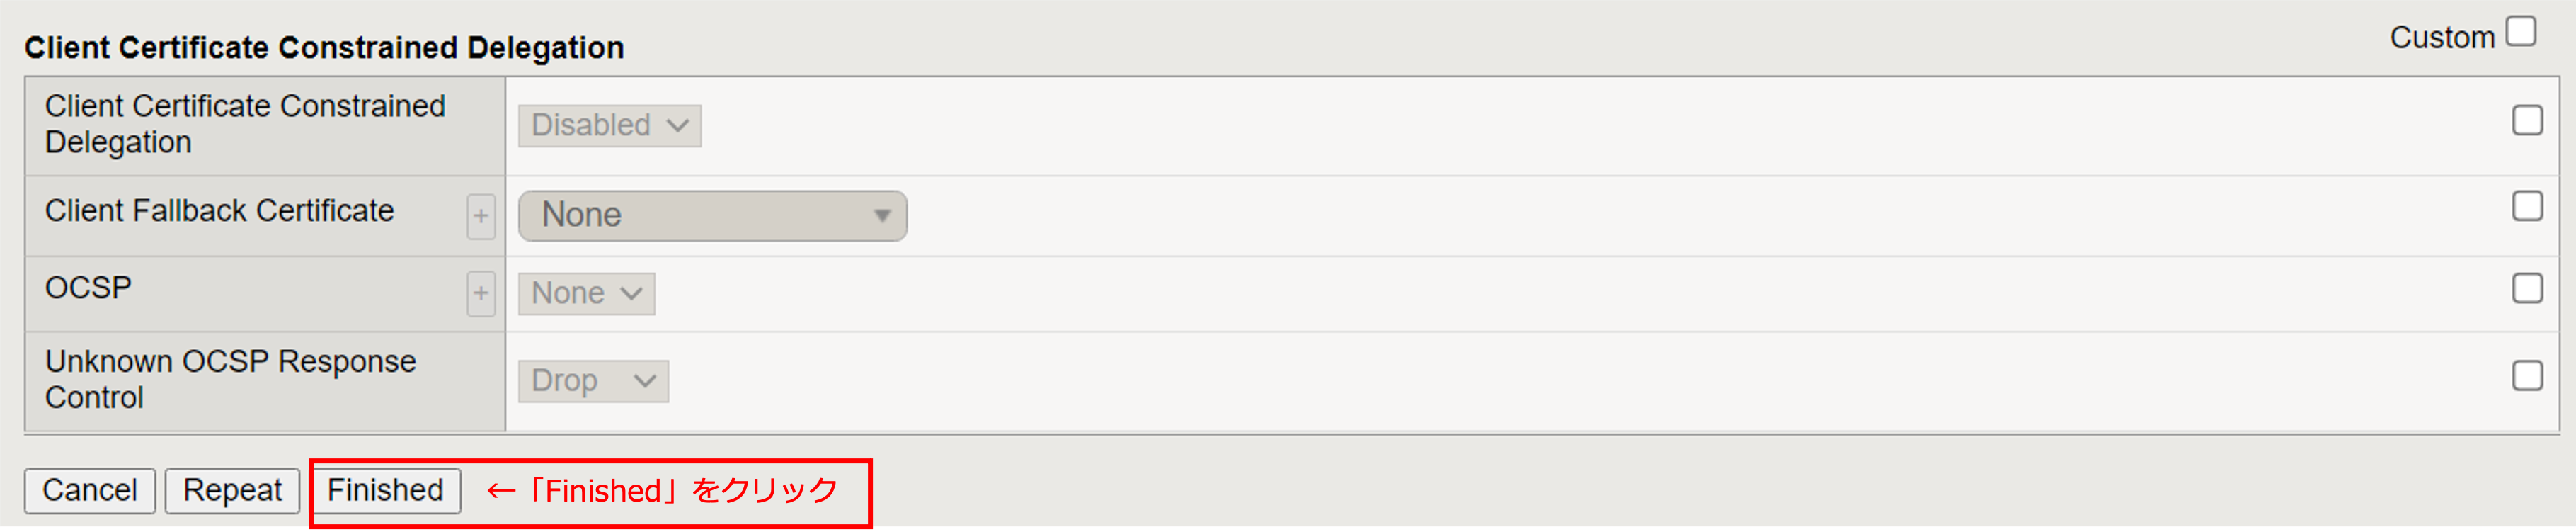 Client Certificate Constrained Delegation
Custom
Client Certificate Constrained
Delegation
Disabled
Client Fallback Certificate
+
None
OCSP
+
None
Unknown OCSP Response
Control
Drop
Cancel
Repeat
Finished
←「Finished」をクリック